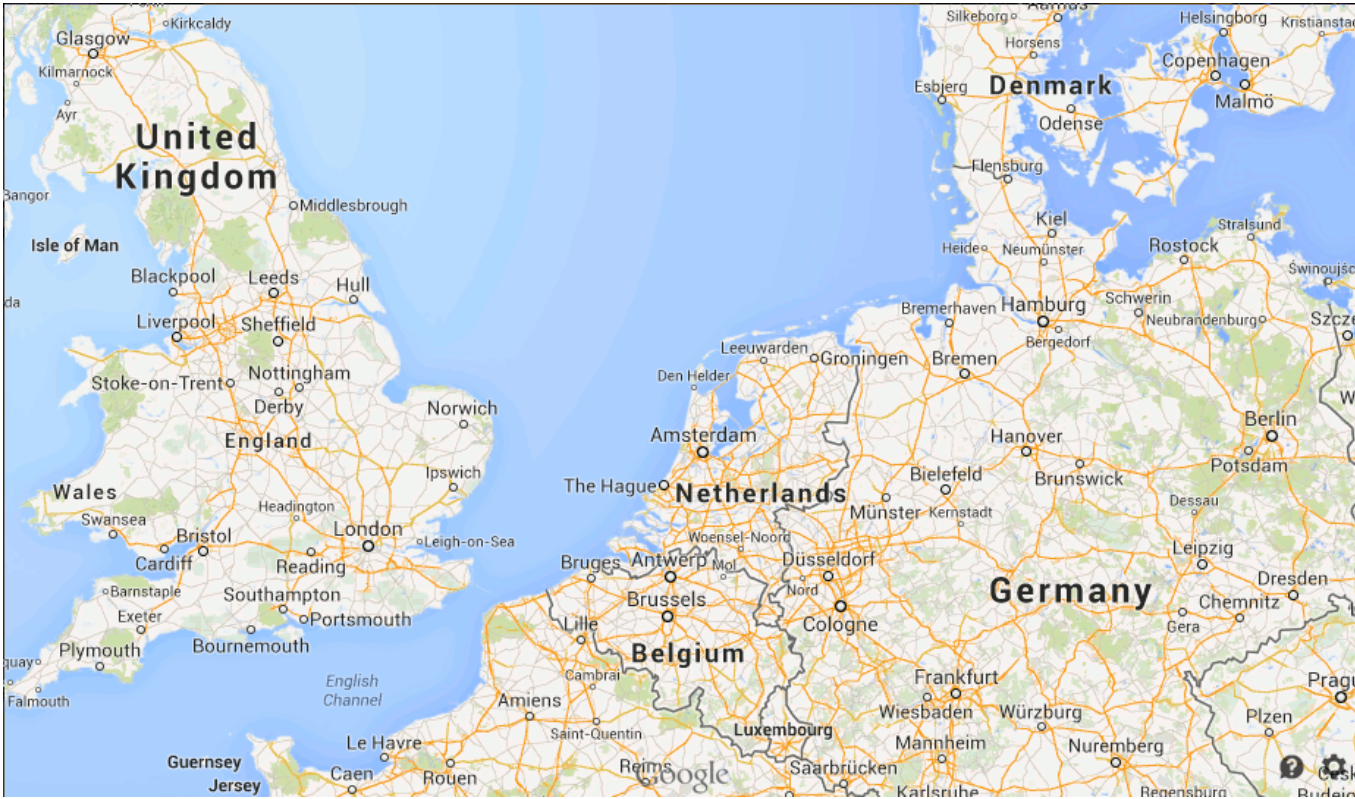 Kirkcaldy
Glasgow
Kilmarnock
Ayr
United
Kingdom
Bangor
Isle of Man
Middlesbrough
Blackpool
Leeds
Hull
Liverpool
Sheffield
Stoke-on-Trent
Nottingham
Derby
Norwich
England
Wales
Ipswich
Headington
Swansea
Bristol
London
Leigh-on-Sea
Cardiff
Reading
Barnstaple
Southampton
Exeter
Portsmouth
Plymouth
Bournemouth
Falmouth
English
Channel
Guernsey
Jersey
Silkeborg
Horsens
Helsingborg
Esbjerg
Denmark
Copenhagen
Malmö
Odense
Flensburg
Kiel
Heide
Neumünster
Stralsund
Rostock
Bremerhaven
Hamburg
Schwerin
Neubrandenburg
Bergedorf
Leeuwarden
Groningen
Bremen
Den Helder
Amsterdam
Hanover
Berlin
Potsdam
The Hague
Netherlands
Bielefeld
Brunswick
Münster
Kernstadt
Dessau
Woensel-Noord
Bruges
Antwerp
Mol
Düsseldorf
Leipzig
Nord
Germany
Dresden
Brussels
Cologne
Chemnitz
Gera
Lille
Belgium
Cambrai
Frankfurt
Amiens
Wiesbaden
Würzburg
Plzen
Saint-Quentin
Luxembourg
Mannheim
Nuremberg
Le Havre
Caen
Rouen
Reims
Google
Saarbrücken
Karlsruhe
Regensburg
?